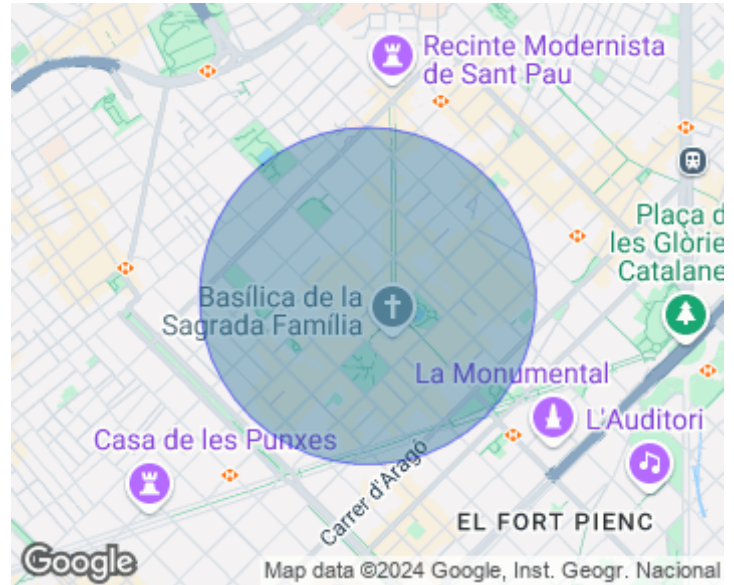 Recinte Modernista
de Sant Pau
Plaça d
les Glòrie
Catalane
Basílica de la
Sagrada Família
La Monumental
L'Auditori
Casa de les Punxes
Carrer d'Aragó
EL FORT PIENC
Google
Map data ©2024 Google, Inst. Geogr. Nacional